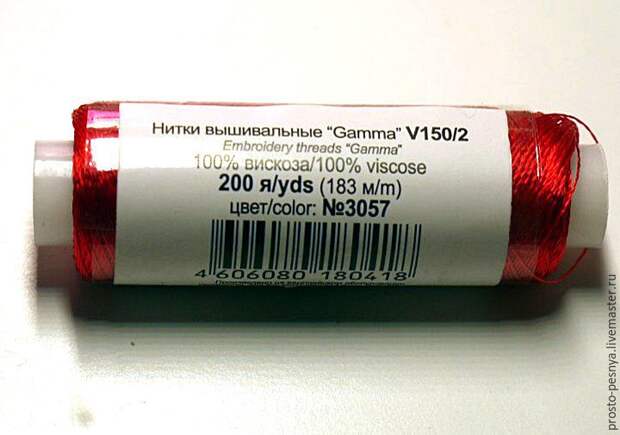 Нитки вышивальные “Gamma” V150/2
Embroidery threads “Gamma”
100% вискоза/100% viscose
200 я/yds (183 м/m)
цвет/color: №3057
4 606080 180418
prosto-pesnya.livemaster.ru